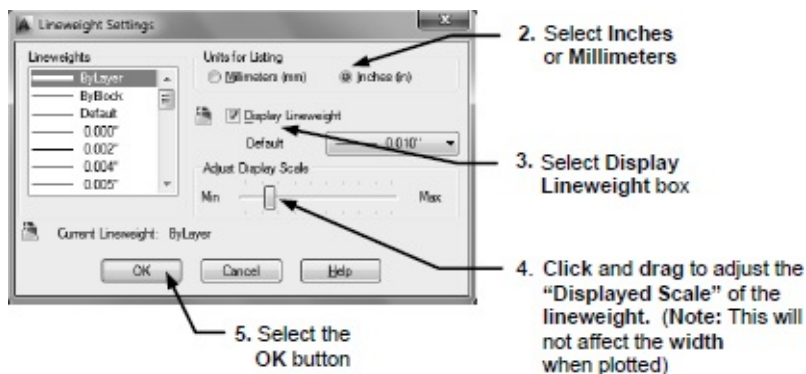 Lineweight Settings
Lineweights
ByLayer
ByBlock
Default
0.000"
0.002"
0.004"
0.005"
Units for Listing
Millimeters (mm)
Inches (in)
Display Lineweight
Default
0.010"
Adjust Display Scale
Min
Max
Current Lineweight: ByLayer
OK
Cancel
Help
2. Select Inches
or Millimeters
3. Select Display
Lineweight box
4. Click and drag to adjust the
“Displayed Scale” of the
lineweight. (Note: This will
not affect the width
when plotted)
5. Select the
OK button